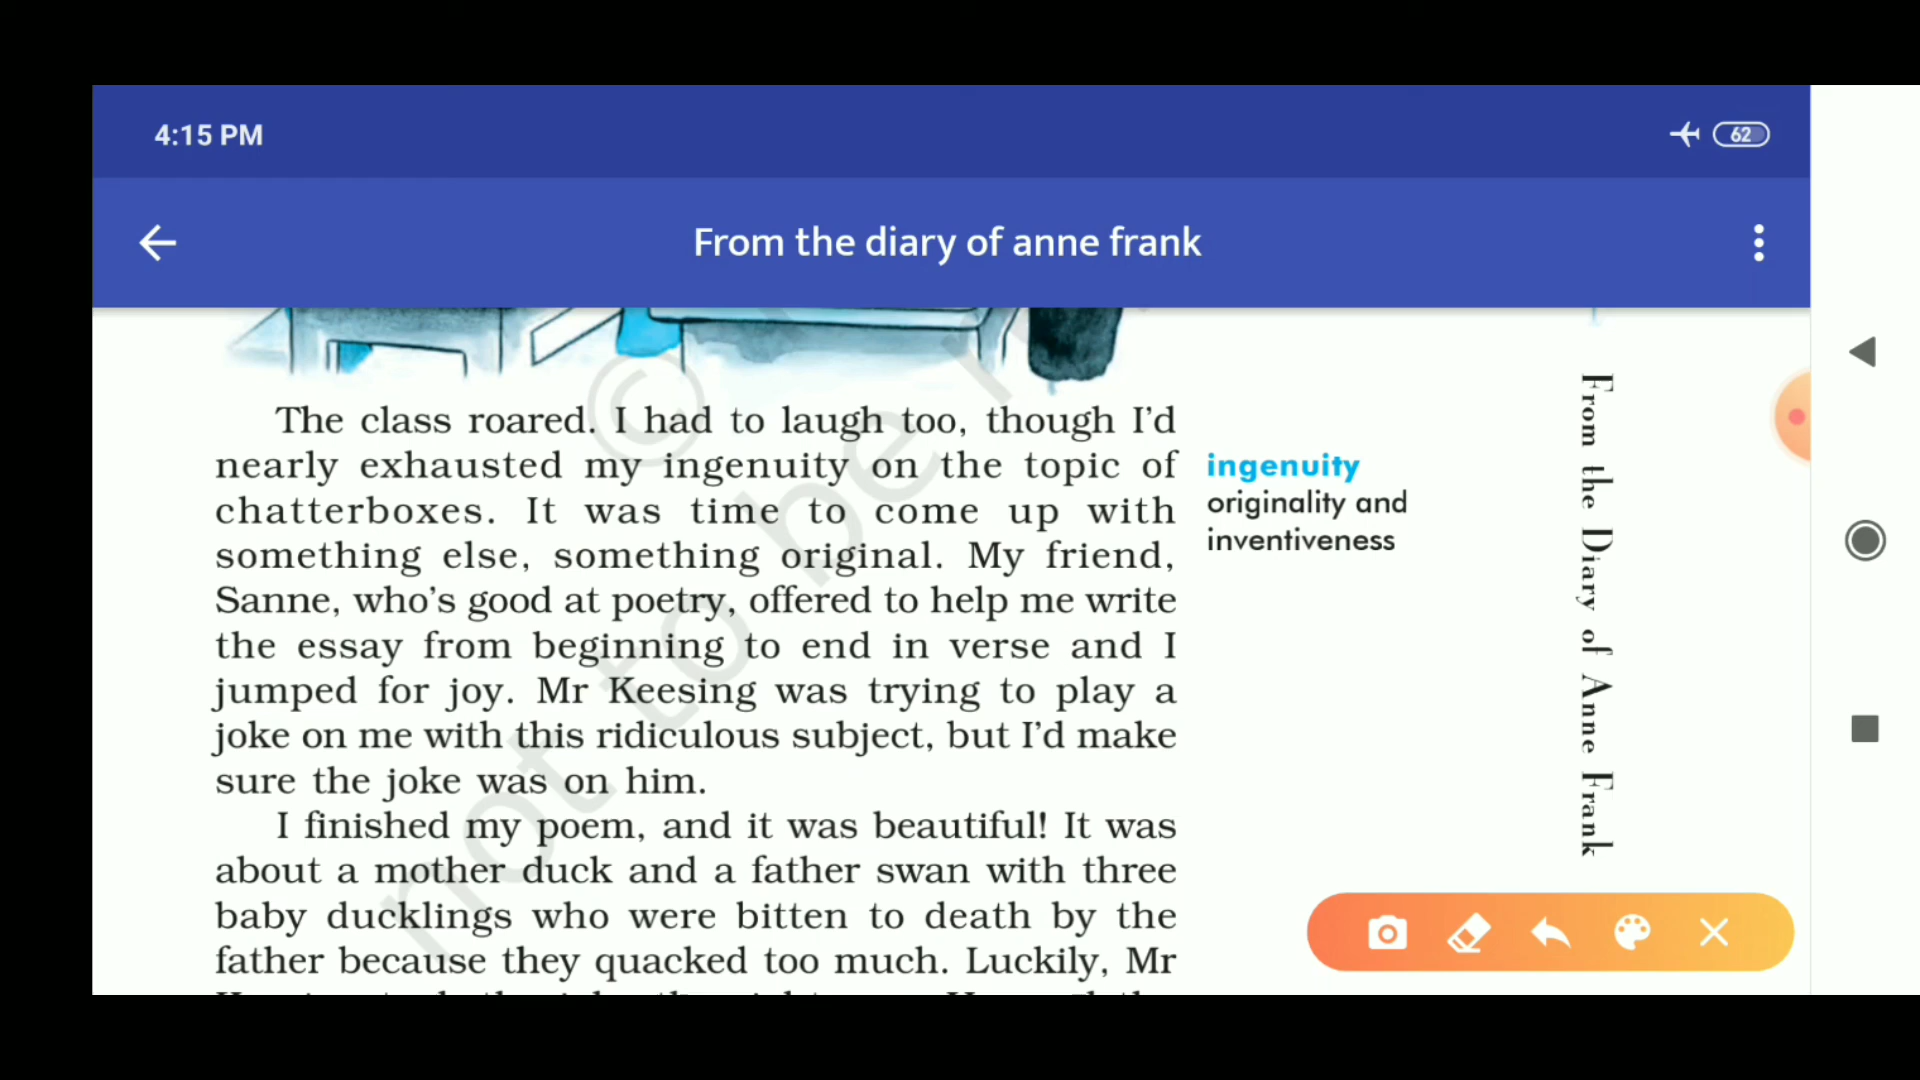 4:15 PM
62
From the diary of anne frank
The class roared. I had to laugh too, though I'd
nearly exhausted my ingenuity on the topic of
chatterboxes. It was time to come up with
something else, something original. My friend,
Sanne, who's good at poetry, offered to help me write
the essay from beginning to end in verse and I
jumped for joy. Mr Keesing was trying to play a
joke on me with this ridiculous subject, but I'd make
sure the joke was on him.
I finished my poem, and it was beautiful! It was
about a mother duck and a father swan with three
baby ducklings who were bitten to death by the
father because they quacked too much. Luckily, Mr
ingenuity
originality and
inventiveness
From the Diary of Anne Frank
©
not to be r